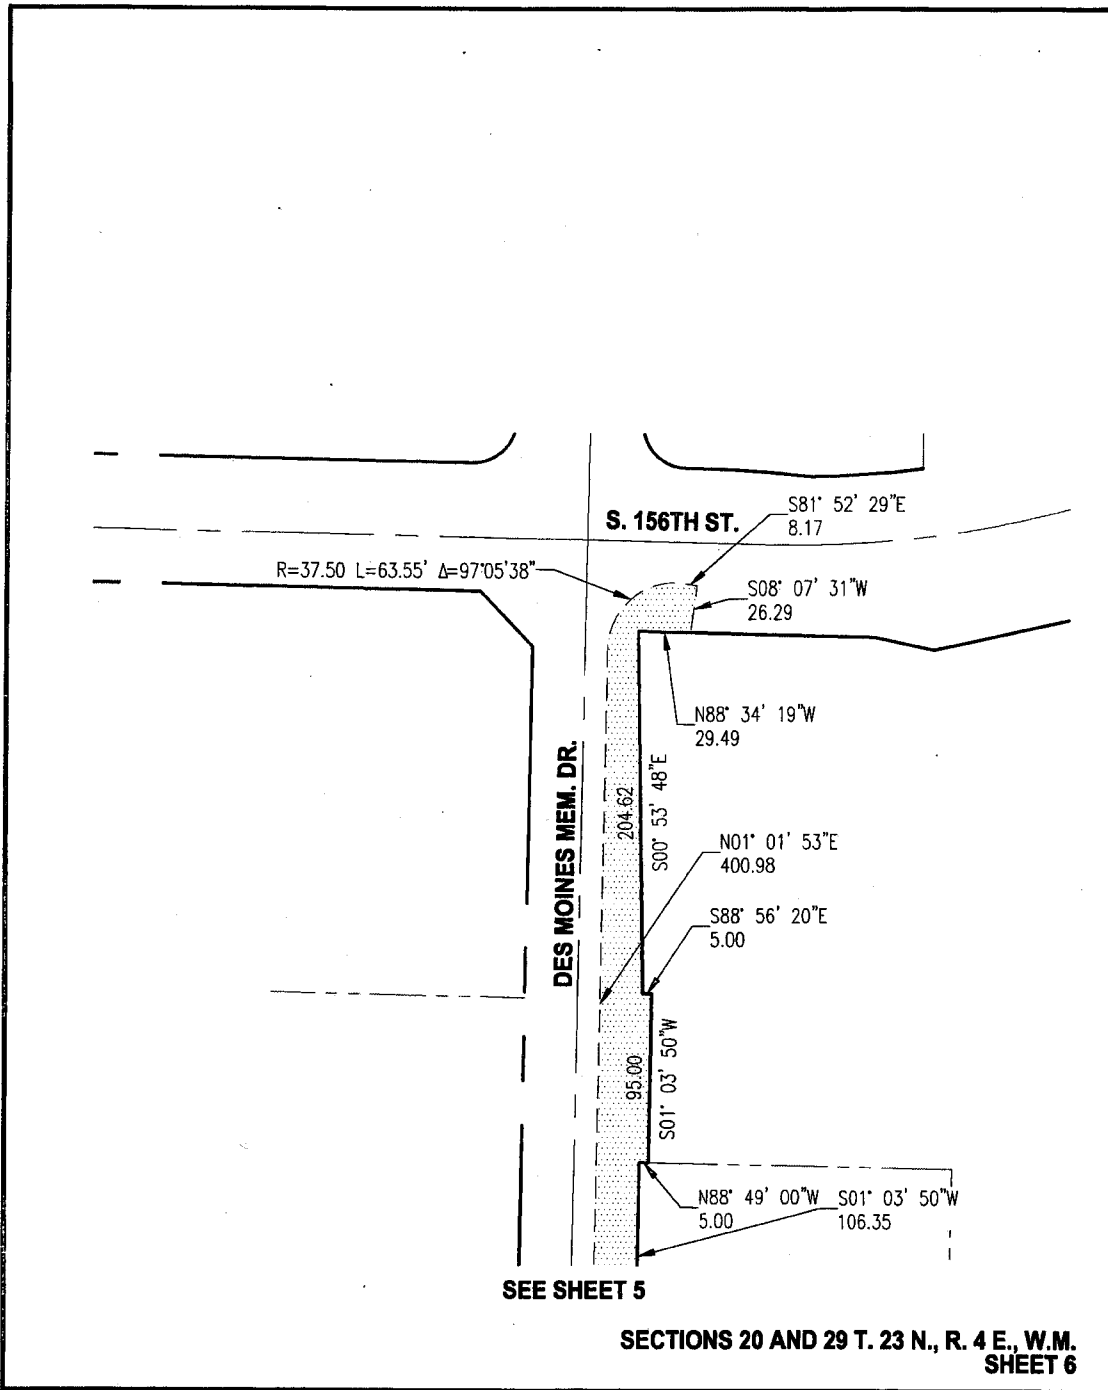 S81° 52' 29"E
8.17
S. 156TH ST.
R=37.50 L=63.55' Δ=97°05'38"
S08° 07' 31"W
26.29
N88° 34' 19"W
29.49
DES MOINES MEM. DR.
204.62
S00° 53' 48"E
N01° 01' 53"E
400.98
S88° 56' 20"E
5.00
95.00
S01° 03' 50"W
N88° 49' 00"W
5.00
S01° 03' 50"W
106.35
SEE SHEET 5
SECTIONS 20 AND 29 T. 23 N., R. 4 E., W.M.
SHEET 6